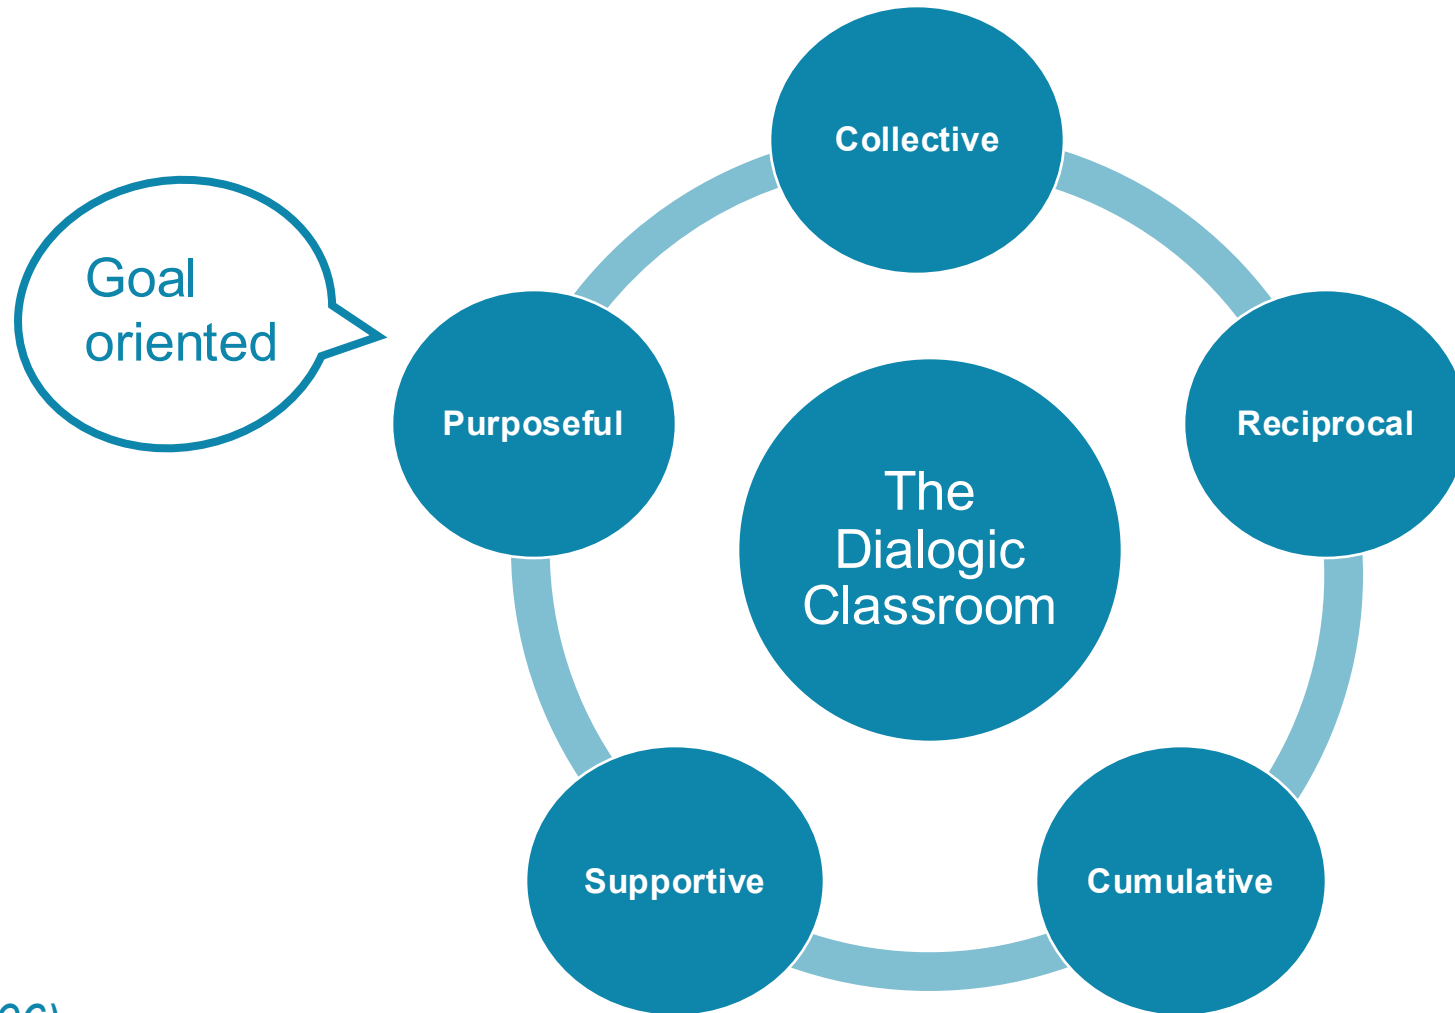 Collective
Goal
oriented
Purposeful
Reciprocal
The
Dialogic
Classroom
Supportive
Cumulative